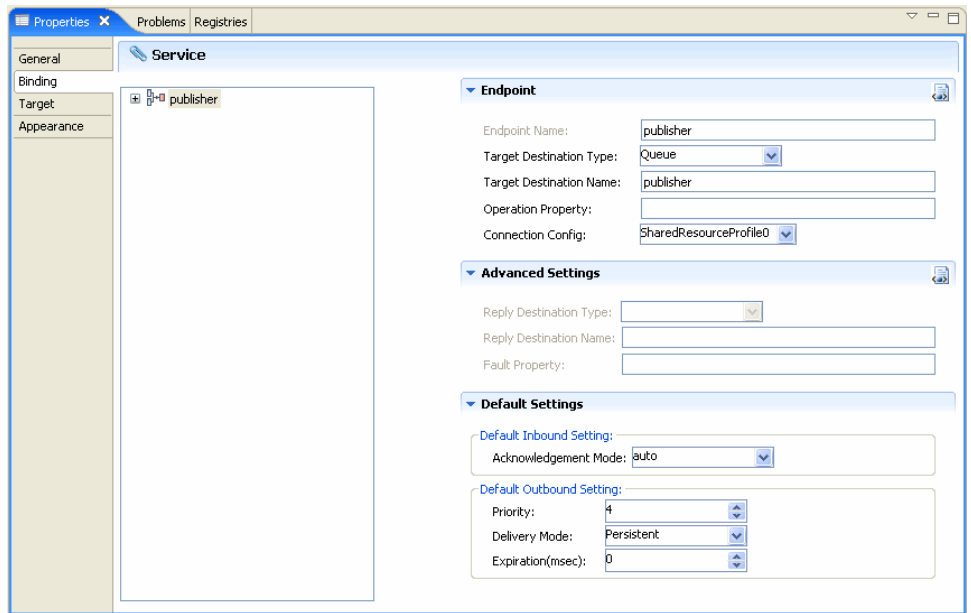 Properties
Problems
Registries
General
Binding
Target
Appearance
Service
publisher
Endpoint
Endpoint Name: publisher
Target Destination Type: Queue
Target Destination Name: publisher
Operation Property:
Connection Config: SharedResourceProfile0
Advanced Settings
Reply Destination Type:
Reply Destination Name:
Fault Property:
Default Settings
Default Inbound Setting:
Acknowledgement Mode: auto
Default Outbound Setting:
Priority: 4
Delivery Mode: Persistent
Expiration(msec): 0